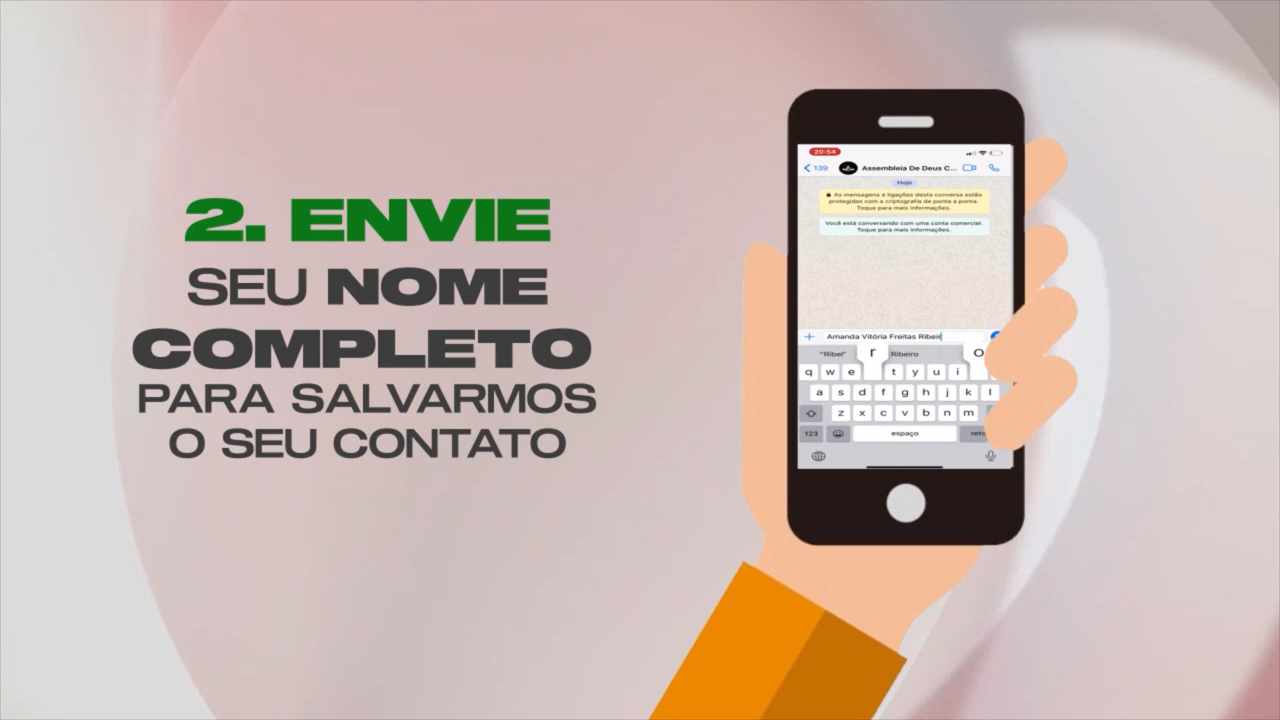 2. ENVIE
SEU NOME
COMPLETO
PARA SALVARMOS
O SEU CONTATO
20:54
139
Assembleia De Deus C...
Hoje
As mensagens e ligações desta conversa estão
protegidas com a criptografia de ponta a ponta.
Toque para mais informações.
Você está conversando com uma conta comercial.
Toque para mais informações.
Amanda Vitória Freitas Ribeir
"Ribei" r Ribeiro o
q w e t y u i
a s d f g h j k l
z x c v b n m
123 espaço reto